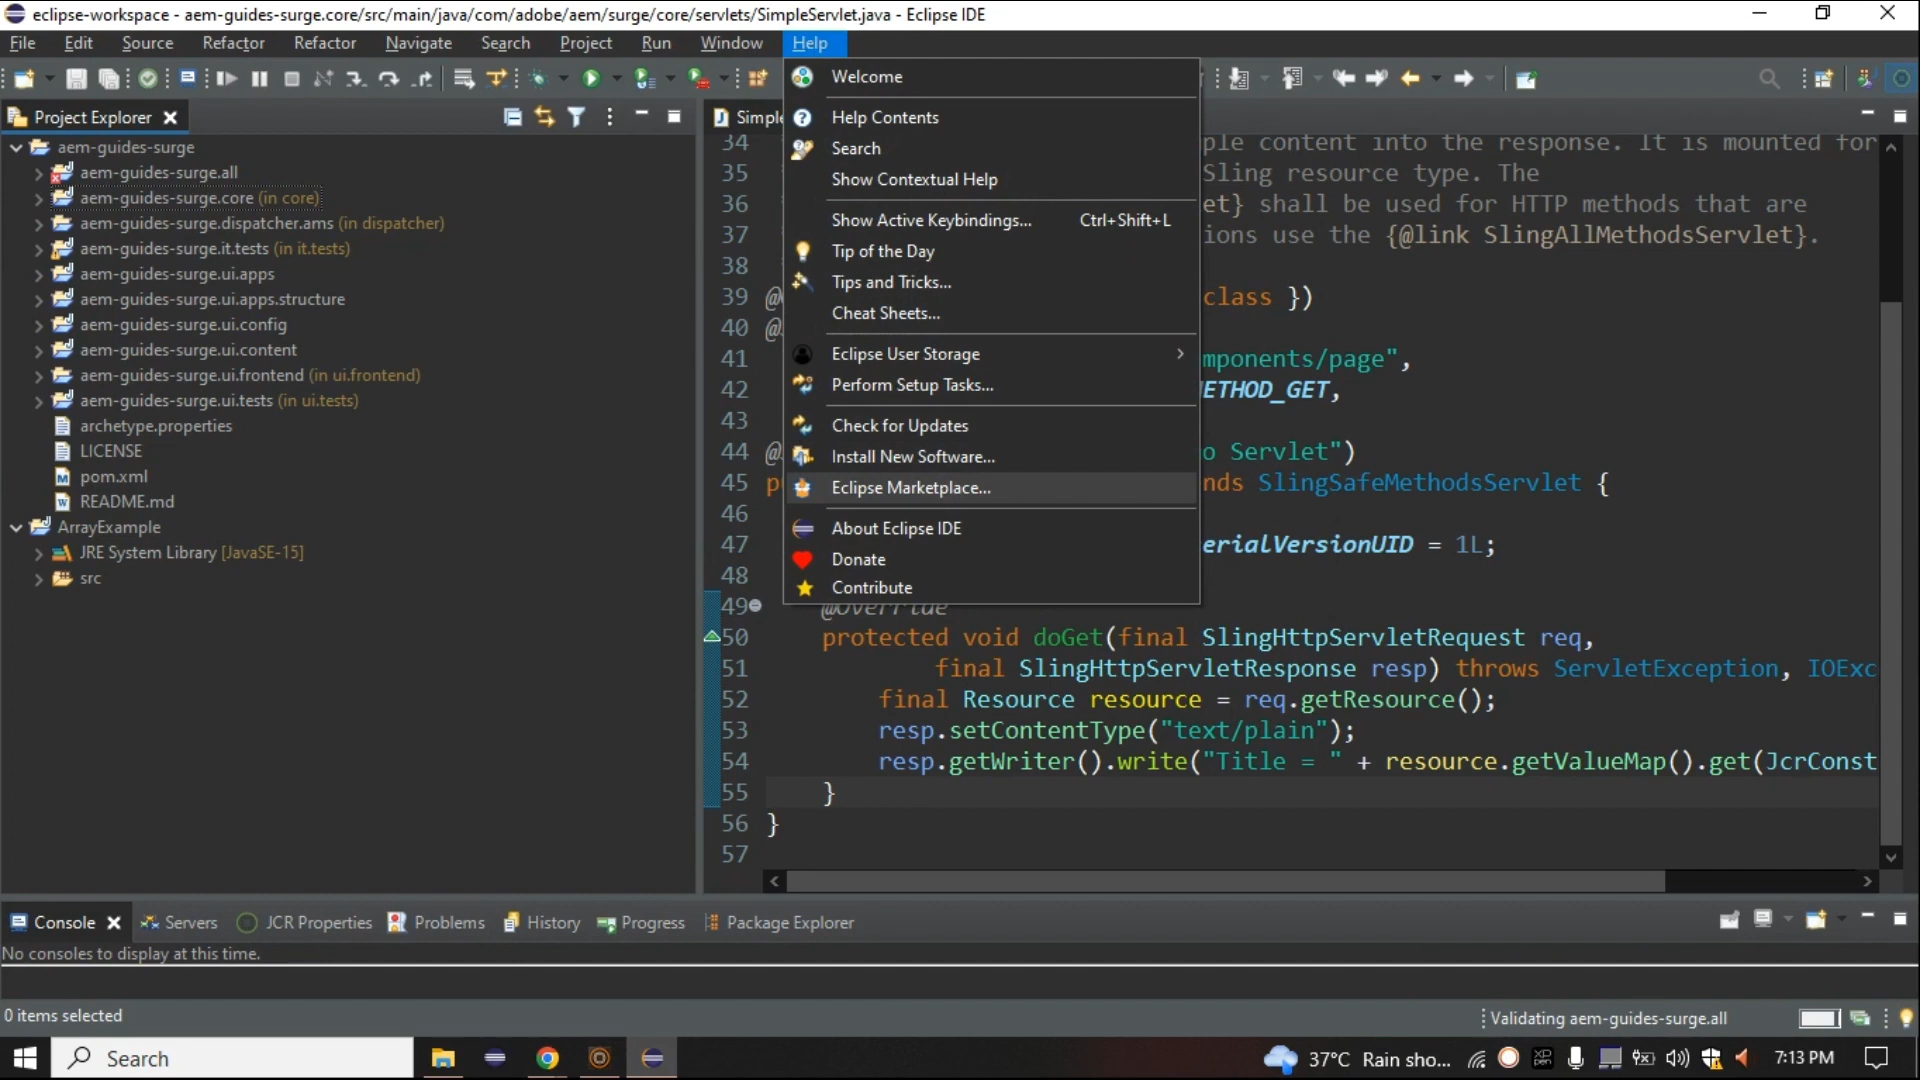 eclipse-workspace - aem-guides-surge.core/src/main/java/com/adobe/aem/surge/core/servlets/SimpleServlet.java - Eclipse IDE
File Edit Source Refactor Refactor Navigate Search Project Run Window Help
Project Explorer
aem-guides-surge
aem-guides-surge.all
aem-guides-surge.core (in core)
aem-guides-surge.dispatcher.ams (in dispatcher)
aem-guides-surge.it.tests (in it.tests)
aem-guides-surge.ui.apps
aem-guides-surge.ui.apps.structure
aem-guides-surge.ui.config
aem-guides-surge.ui.content
aem-guides-surge.ui.frontend (in ui.frontend)
aem-guides-surge.ui.tests (in ui.tests)
archetype.properties
LICENSE
pom.xml
README.md
ArrayExample
JRE System Library [JavaSE-15]
src
Welcome
Help Contents
Search
Show Contextual Help
Show Active Keybindings... Ctrl+Shift+L
Tip of the Day
Tips and Tricks...
Cheat Sheets...
Eclipse User Storage
Perform Setup Tasks...
Check for Updates
Install New Software...
Eclipse Marketplace...
About Eclipse IDE
Donate
Contribute
Simple
34 ple content into the response. It is mounted for
35 Sling resource type. The
36 et} shall be used for HTTP methods that are
37 ions use the {@link SlingAllMethodsServlet}.
38
39 @ class })
40 @
41 mponents/page",
42 ETHOD_GET,
43
44 @ o Servlet")
45 p nds SlingSafeMethodsServlet {
46
47 erialVersionUID = 1L;
48
49 @Override
50 protected void doGet(final SlingHttpServletRequest req,
51 final SlingHttpServletResponse resp) throws ServletException, IOExc
52 final Resource resource = req.getResource();
53 resp.setContentType("text/plain");
54 resp.getWriter().write("Title = " + resource.getValueMap().get(JcrConst
55 }
56 }
57
Console Servers JCR Properties Problems History Progress Package Explorer
No consoles to display at this time.
0 items selected
Validating aem-guides-surge.all
Search
37°C Rain sho...
7:13 PM